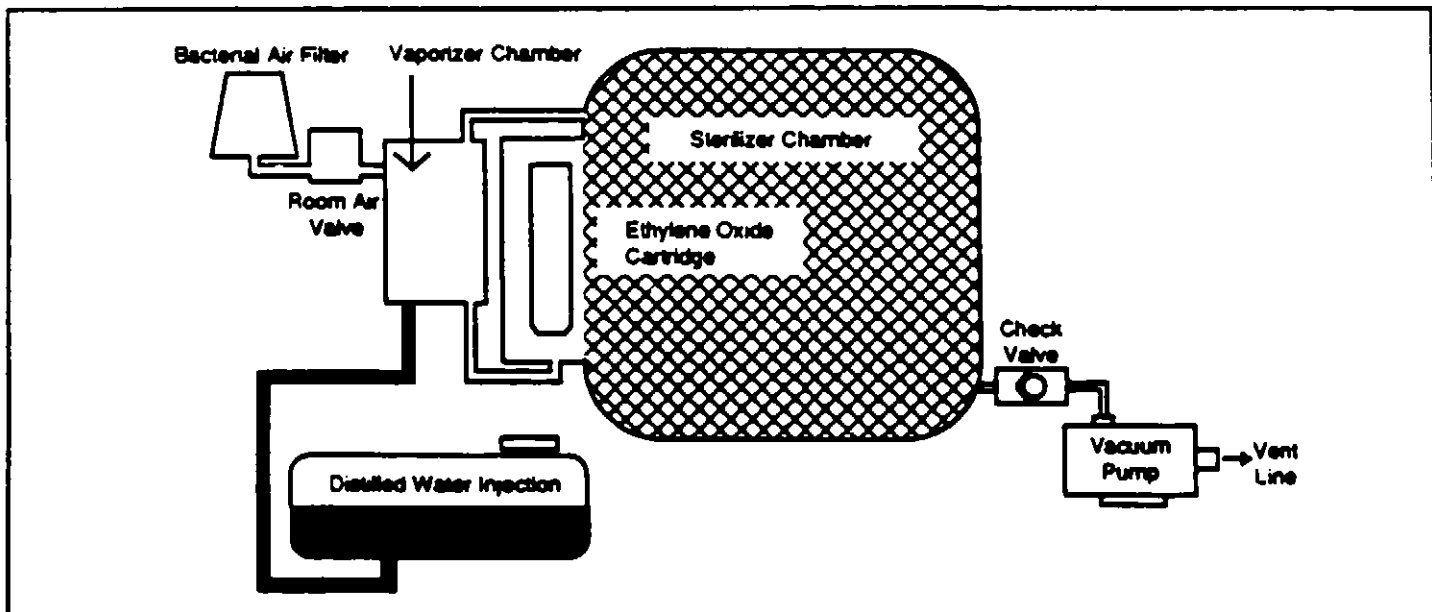 Bacterial Air Filter
Vaporizer Chamber
Sterilizer Chamber
Room Air
Valve
Ethylene Oxide
Cartridge
Check
Valve
Vacuum
Pump
Vent
Line
Distilled Water Injection